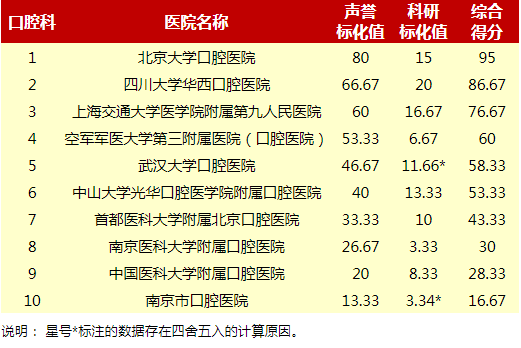 口腔科 医院名称 声誉标化值 科研标化值 综合得分
1 北京大学口腔医院 80 15 95
2 四川大学华西口腔医院 66.67 20 86.67
3 上海交通大学医学院附属第九人民医院 60 16.67 76.67
4 空军军医大学第三附属医院（口腔医院） 53.33 6.67 60
5 武汉大学口腔医院 46.67 11.66* 58.33
6 中山大学光华口腔医学院附属口腔医院 40 13.33 53.33
7 首都医科大学附属北京口腔医院 33.33 10 43.33
8 南京医科大学附属口腔医院 26.67 3.33 30
9 中国医科大学附属口腔医院 20 8.33 28.33
10 南京市口腔医院 13.33 3.34* 16.67
说明： 星号*标注的数据存在四舍五入的计算原因。